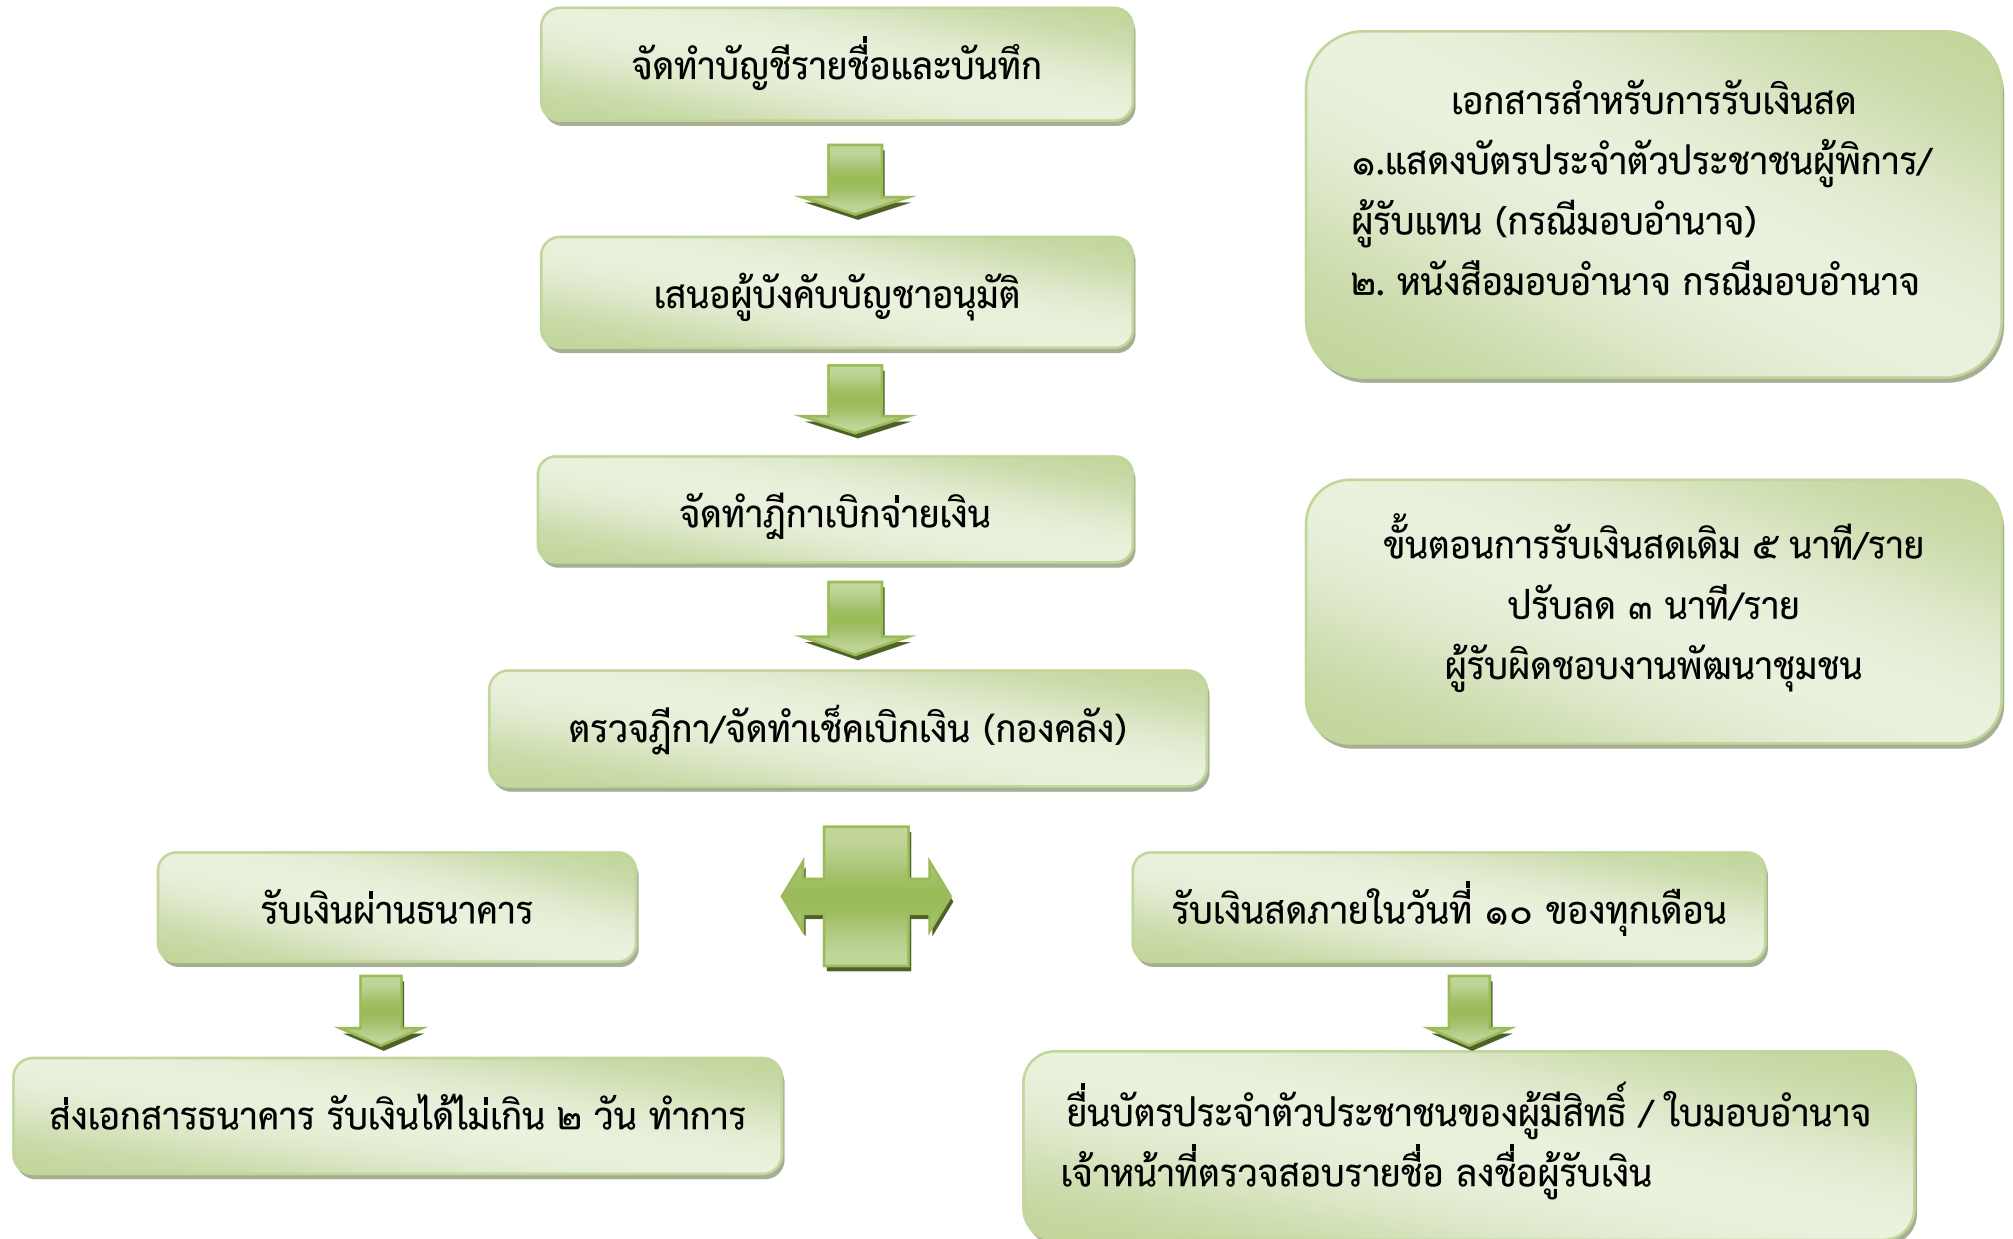 จัดทำบัญชีรายชื่อและบันทึก
เสนอผู้บังคับบัญชาอนุมัติ
จัดทำฎีกาเบิกจ่ายเงิน
ตรวจฎีกา/จัดทำเช็คเบิกเงิน (กองคลัง)
รับเงินผ่านธนาคาร
ส่งเอกสารธนาคาร รับเงินได้ไม่เกิน ๒ วัน ทำการ
รับเงินสดภายในวันที่ ๑๐ ของทุกเดือน
ยื่นบัตรประจำตัวประชาชนของผู้มีสิทธิ์ / ใบมอบอำนาจ
เจ้าหน้าที่ตรวจสอบรายชื่อ ลงชื่อผู้รับเงิน
เอกสารสำหรับการรับเงินสด
๑.แสดงบัตรประจำตัวประชาชนผู้พิการ/
ผู้รับแทน (กรณีมอบอำนาจ)
๒. หนังสือมอบอำนาจ กรณีมอบอำนาจ
ขั้นตอนการรับเงินสดเดิม ๕ นาที/ราย
ปรับลด ๓ นาที/ราย
ผู้รับผิดชอบงานพัฒนาชุมชน